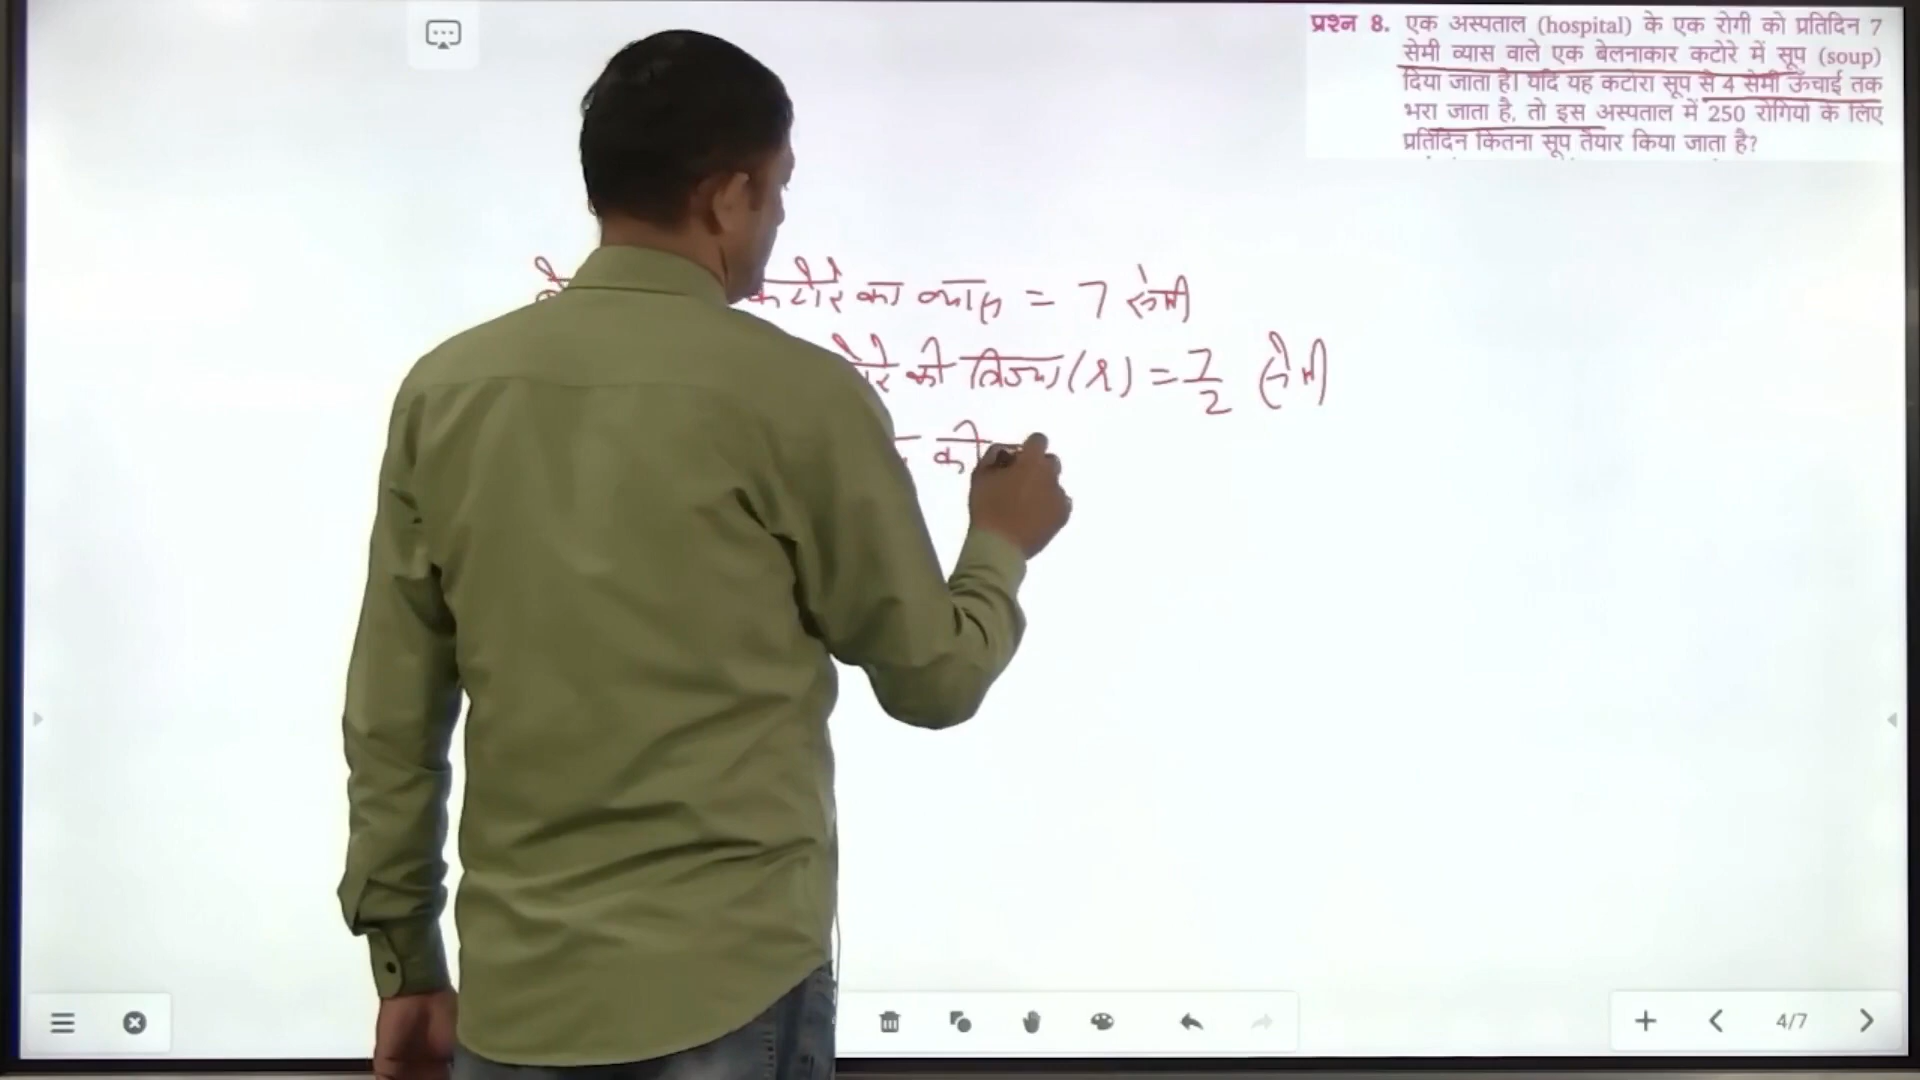 प्रश्न 8. एक अस्पताल (hospital) के एक रोगी को प्रतिदिन 7
सेमी व्यास वाले एक बेलनाकार कटोरे में सूप (soup)
दिया जाता है। यदि यह कटोरा सूप से 4 सेमी ऊँचाई तक
भरा जाता है, तो इस अस्पताल में 250 रोगियों के लिए
प्रतिदिन कितना सूप तैयार किया जाता है?
कटोरे का व्यास = 7 सेमी
की त्रिज्या (r) = 7/2 सेमी
की
4/7